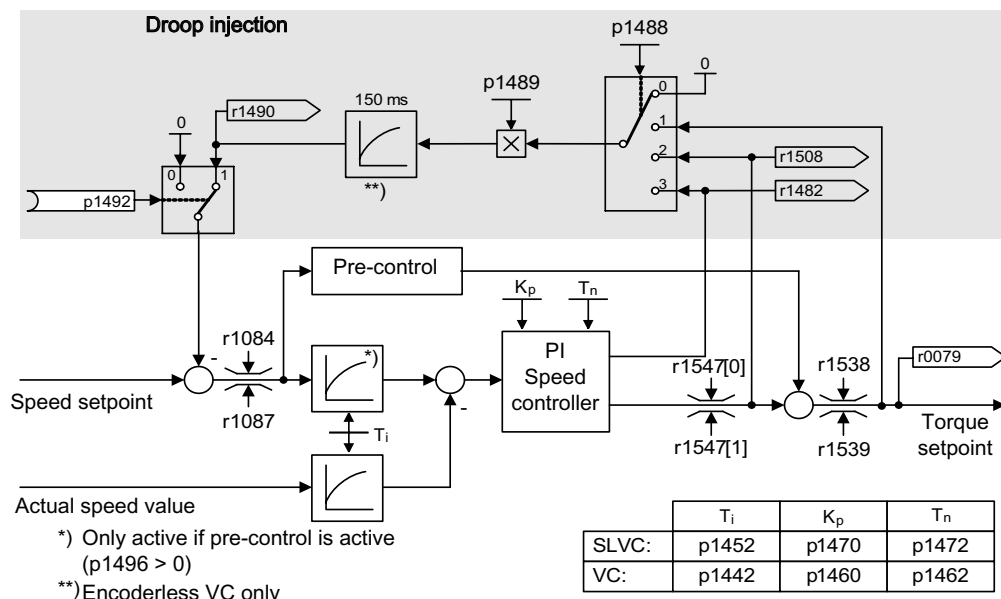 Droop injection
p1488
0
p1489
0
150 ms
r1490
1
0
2
r1508
0
1
3
r1482
**)
p1492
Pre-control
Kp
Tn
r1084
*)
PI
Speed
controller
r1547[0]
r1538
r0079
Speed setpoint
r1087
Ti
r1547[1]
r1539
Torque
setpoint
Actual speed value
*) Only active if pre-control is active
(p1496 > 0)
**) Encoderless VC only
Ti Kp Tn
SLVC: p1452 p1470 p1472
VC: p1442 p1460 p1462
-
-